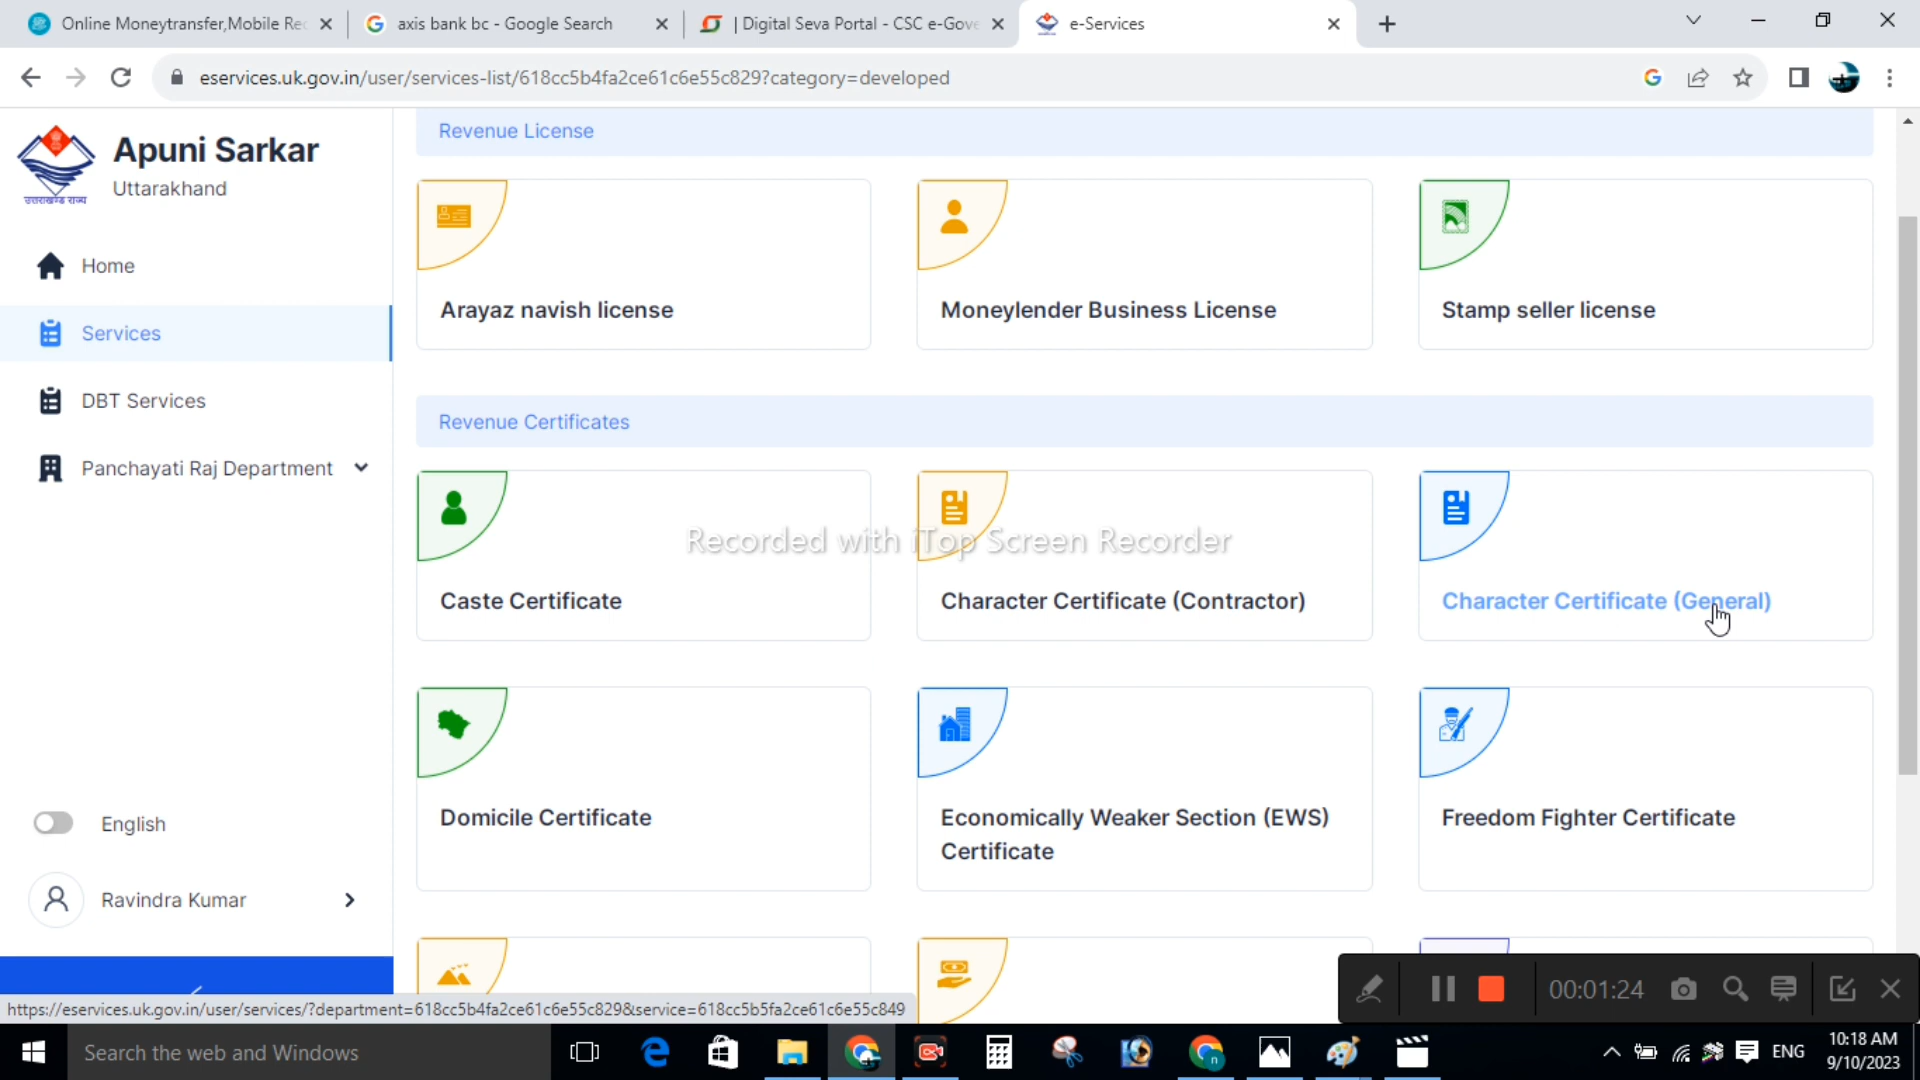 Online Moneytransfer,Mobile Rec
axis bank bc - Google Search
| Digital Seva Portal - CSC e-Gove
e-Services
eservices.uk.gov.in/user/services-list/618cc5b4fa2ce61c6e55c829?category=developed
Apuni Sarkar
Uttarakhand
उत्तराखण्ड राज्य
Home
Services
DBT Services
Panchayati Raj Department
English
Ravindra Kumar
Revenue License
Arayaz navish license
Moneylender Business License
Stamp seller license
Revenue Certificates
Caste Certificate
Character Certificate (Contractor)
Character Certificate (General)
Recorded with iTop Screen Recorder
Domicile Certificate
Economically Weaker Section (EWS)
Certificate
Freedom Fighter Certificate
00:01:24
https://eservices.uk.gov.in/user/services/?department=618cc5b4fa2ce61c6e55c829&service=618cc5b5fa2ce61c6e55c849
Search the web and Windows
ENG
10:18 AM
9/10/2023